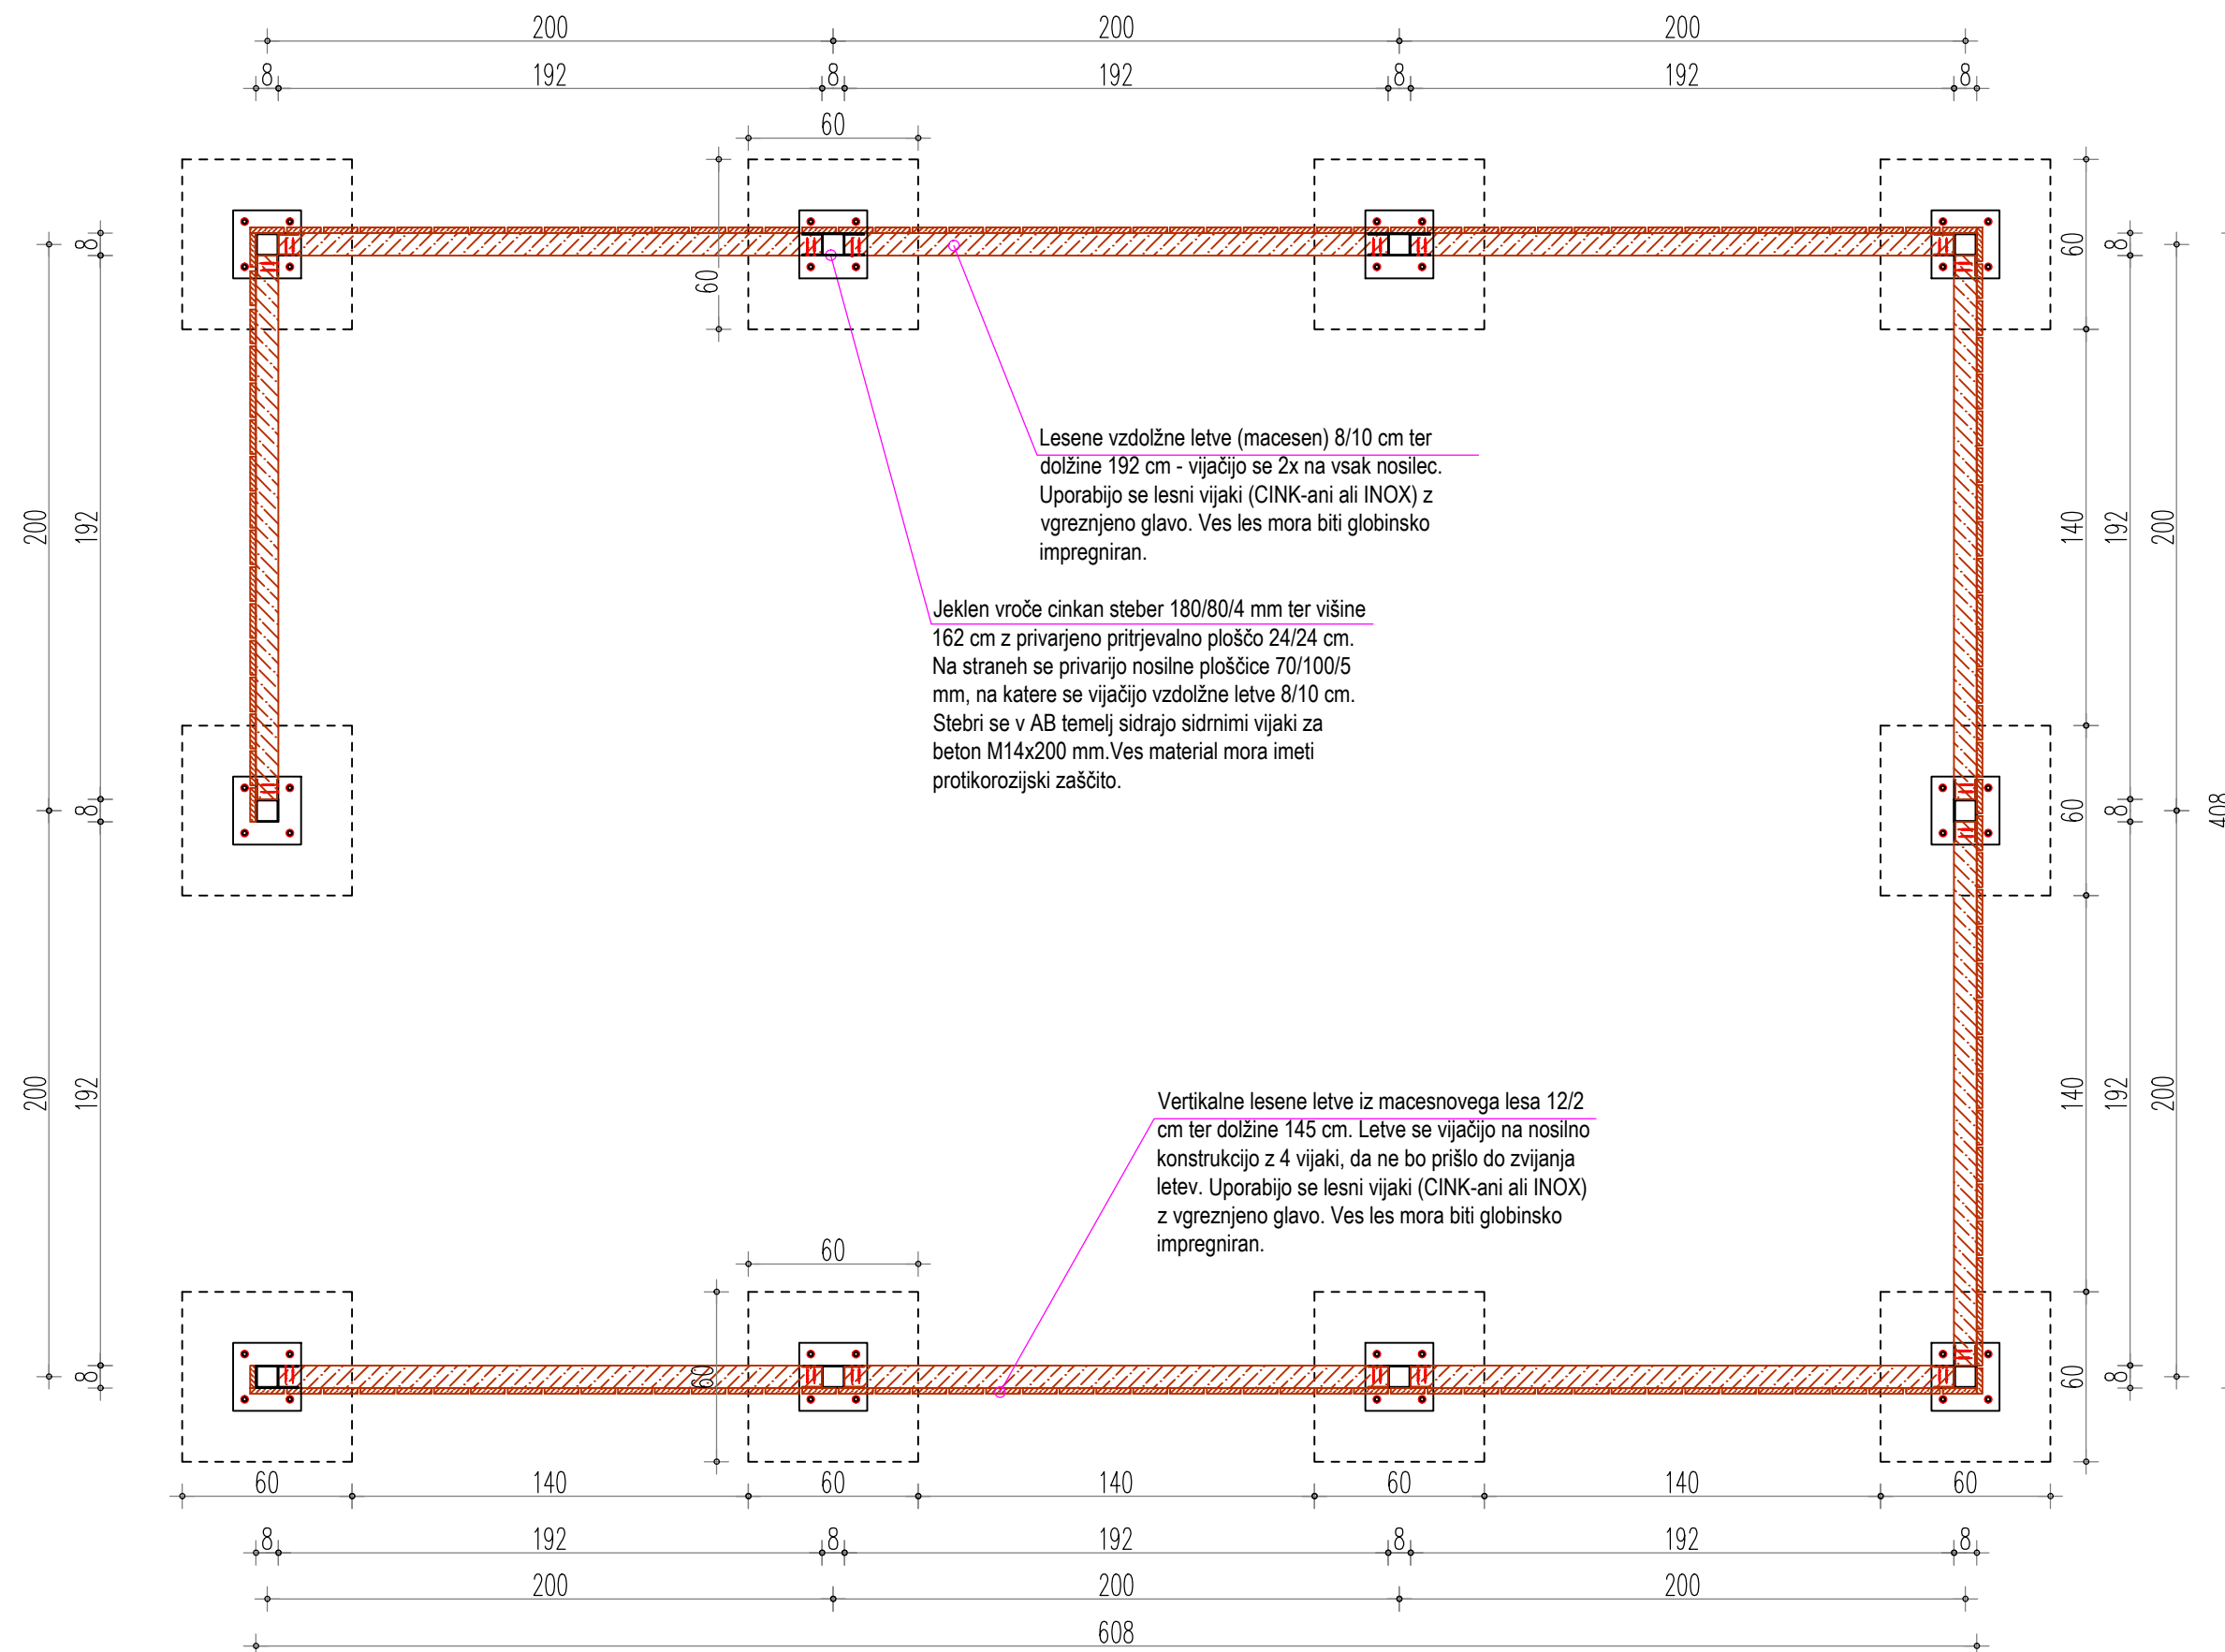 200 200 200
8 192 8 192 8 192 8
60
8 60 60 8
Lesene vzdolžne letve (macesen) 8/10 cm ter
dolžine 192 cm - vijačijo se 2x na vsak nosilec.
Uporabijo se lesni vijaki (CINK-ani ali INOX) z
vgreznjeno glavo. Ves les mora biti globinsko
impregniran.
200 192 140 192 200
Jeklen vroče cinkan steber 180/80/4 mm ter višine
162 cm z privarjeno pritrjevalno ploščo 24/24 cm.
Na straneh se privarijo nosilne ploščice 70/100/5
mm, na katere se vijačijo vzdolžne letve 8/10 cm.
Stebri se v AB temelj sidrajo sidrnimi vijaki za
beton M14x200 mm.Ves material mora imeti
protikorozijski zaščito.
8 60 8 408
200 192 140 192 200
Vertikalne lesene letve iz macesnovega lesa 12/2
cm ter dolžine 145 cm. Letve se vijačijo na nosilno
konstrukcijo z 4 vijaki, da ne bo prišlo do zvijanja
letev. Uporabijo se lesni vijaki (CINK-ani ali INOX)
z vgreznjeno glavo. Ves les mora biti globinsko
impregniran.
60
8 60 60 8
60 140 60 140 60 140 60
8 192 8 192 8 192 8
200 200 200
608